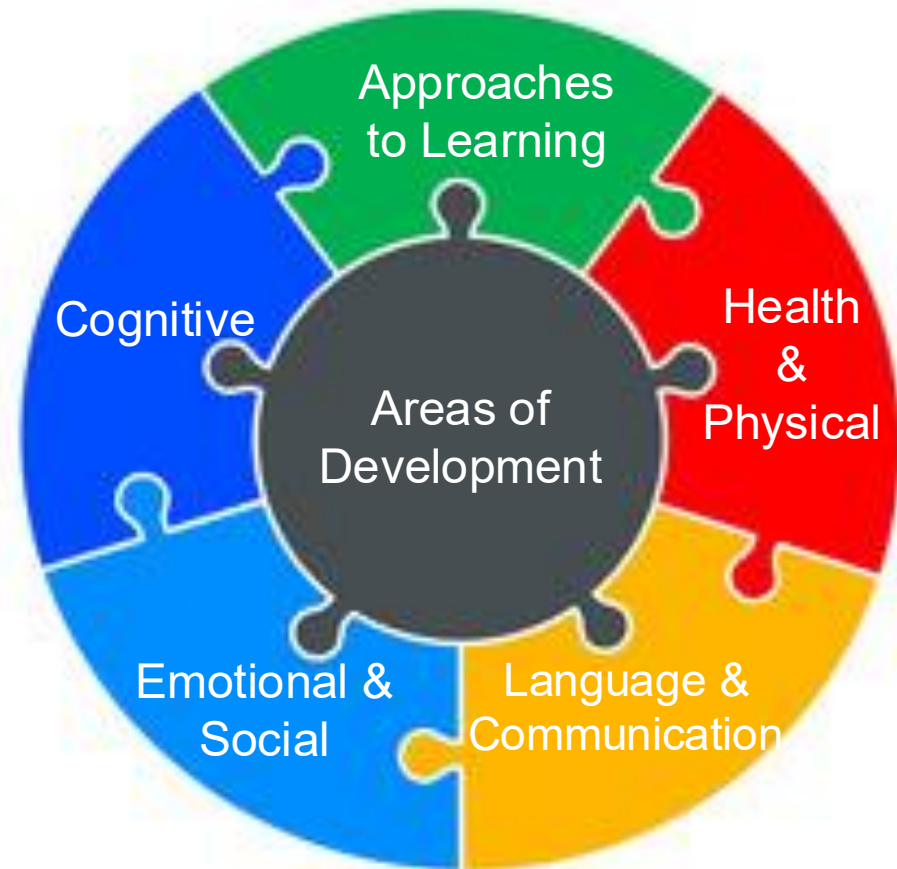 Approaches
to Learning
Health
&
Physical
Language &
Communication
Emotional &
Social
Cognitive
Areas of
Development